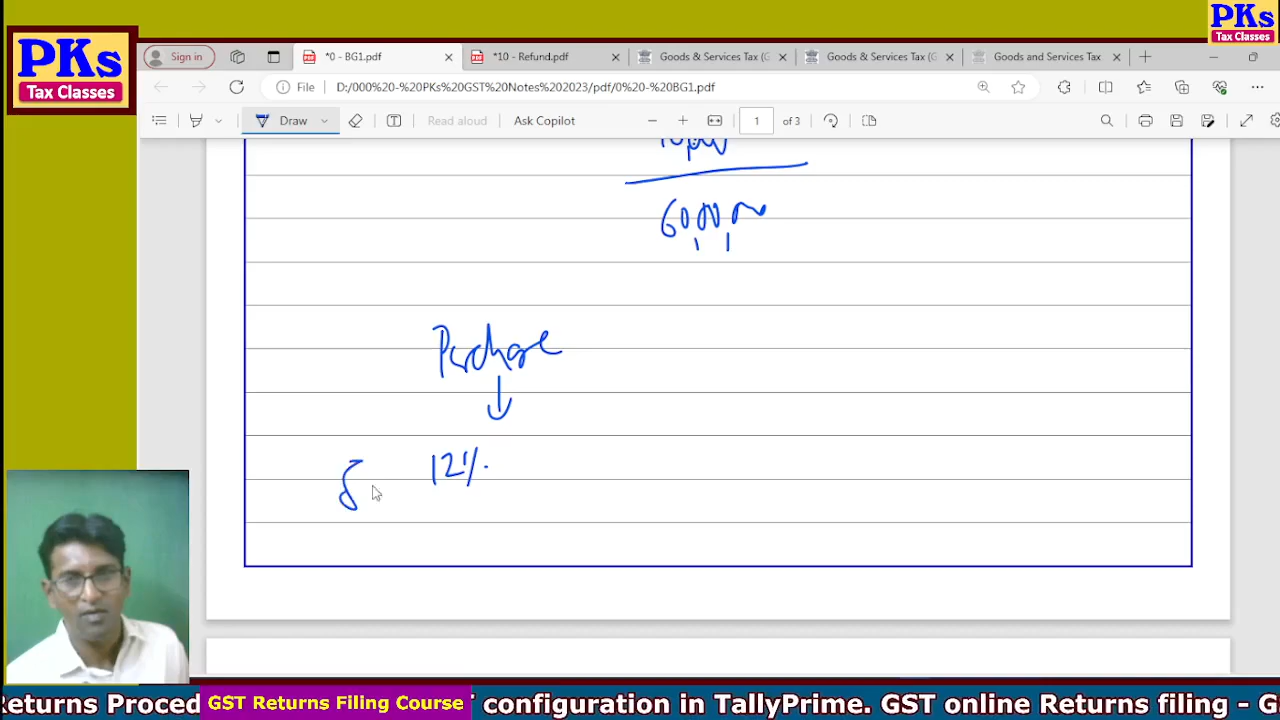 PKs
Tax Classes
PKs
Tax Classes
Sign in
*0 - BG1.pdf
*10 - Refund.pdf
Goods & Services Tax (G
Goods & Services Tax (G
Goods and Services Tax
File
D:/000%20-%20PKs%20GST%20Notes%202023/pdf/0%20-%20BG1.pdf
Draw
Read aloud
Ask Copilot
1
of 3
Purchase
12%
GST Returns Filing Course
configuration in TallyPrime. GST online Returns filing - G